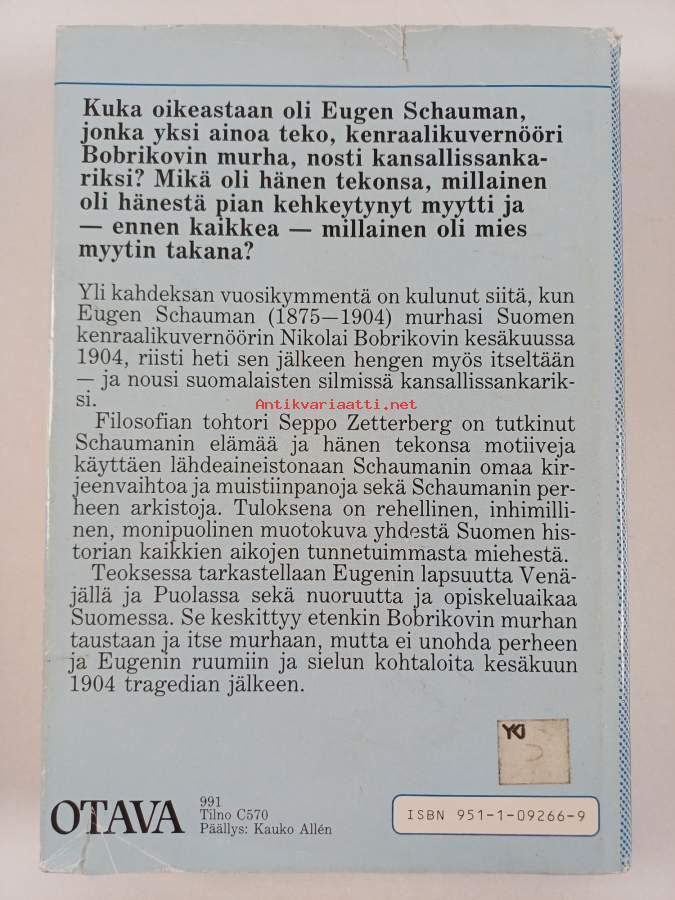 Kuka oikeastaan oli Eugen Schauman,
jonka yksi ainoa teko, kenraalikuvernööri
Bobrikovin murha, nosti kansallissanka-
riksi? Mikä oli hänen tekonsa, millainen
oli hänestä pian kehkeytynyt myytti ja
— ennen kaikkea — millainen oli mies
myytin takana?
Yli kahdeksan vuosikymmentä on kulunut siitä, kun
Eugen Schauman (1875—1904) murhasi Suomen
kenraalikuvernöörin Nikolai Bobrikovin kesäkuussa
1904, riisti heti sen jälkeen hengen myös itseltään
— ja nousi suomalaisten silmissä kansallissankarik-
si.
Antikvariaatti.net
Filosofian tohtori Seppo Zetterberg on tutkinut
Schaumanin elämää ja hänen tekonsa motiiveja
käyttäen lähdeaineistonaan Schaumanin omaa kir-
jeenvaihtoa ja muistiinpanoja sekä Schaumanin per-
heen arkistoja. Tuloksena on rehellinen, inhimilli-
nen, monipuolinen muotokuva yhdestä Suomen his-
torian kaikkien aikojen tunnetuimmasta miehestä.
Teoksessa tarkastellaan Eugenin lapsuutta Venä-
jällä ja Puolassa sekä nuoruutta ja opiskeluaikaa
Suomessa. Se keskittyy etenkin Bobrikovin murhan
taustaan ja itse murhaan, mutta ei unohda perheen
ja Eugenin ruumiin ja sielun kohtaloita kesäkuun
1904 tragedian jälkeen.
OTAVA
991
Tilno C570
Päällys: Kauko Allén
ISBN 951-1-09266-9